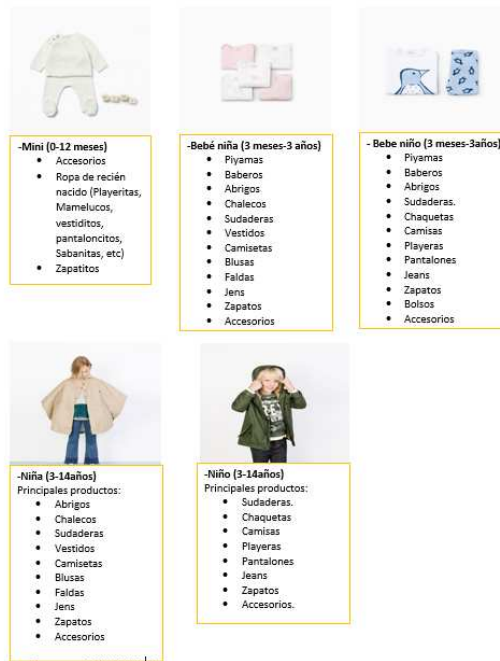 -Mini (0-12 meses)
• Accesorios
• Ropa de recién
nacido (Playeritas,
Mamelucos,
vestiditos,
pantaloncitos,
Sabanitas, etc)
• Zapatitos
-Bebé niña (3 meses-3 años)
• Piyamas
• Baberos
• Abrigos
• Chalecos
• Sudaderas
• Vestidos
• Camisetas
• Blusas
• Faldas
• Jens
• Zapatos
• Accesorios
- Bebe niño (3 meses-3años)
• Piyamas
• Baberos
• Abrigos
• Sudaderas.
• Chaquetas
• Camisas
• Playeras
• Pantalones
• Jeans
• Zapatos
• Bolsos
• Accesorios
-Niña (3-14años)
Principales productos:
• Abrigos
• Chalecos
• Sudaderas
• Vestidos
• Camisetas
• Blusas
• Faldas
• Jens
• Zapatos
• Accesorios
-Niño (3-14años)
Principales productos:
• Sudaderas.
• Chaquetas
• Camisas
• Playeras
• Pantalones
• Jeans
• Zapatos
• Accesorios.